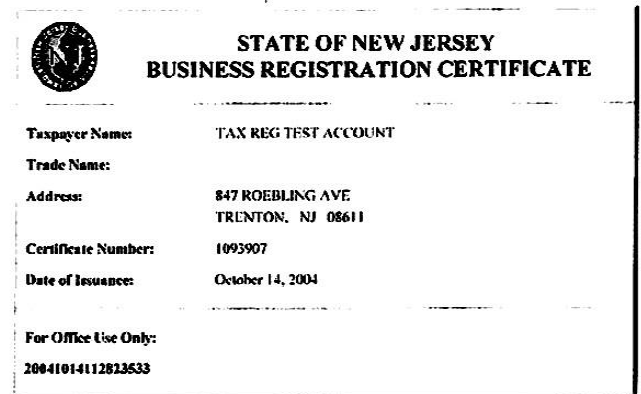 STATE OF NEW JERSEY
BUSINESS REGISTRATION CERTIFICATE
Taxpayer Name: TAX REG TEST ACCOUNT
Trade Name:
Address: 847 ROEBLING AVE
TRENTON, NJ 08611
Certificate Number: 1093907
Date of Issuance: October 14, 2004
For Office Use Only:
20041014112823533